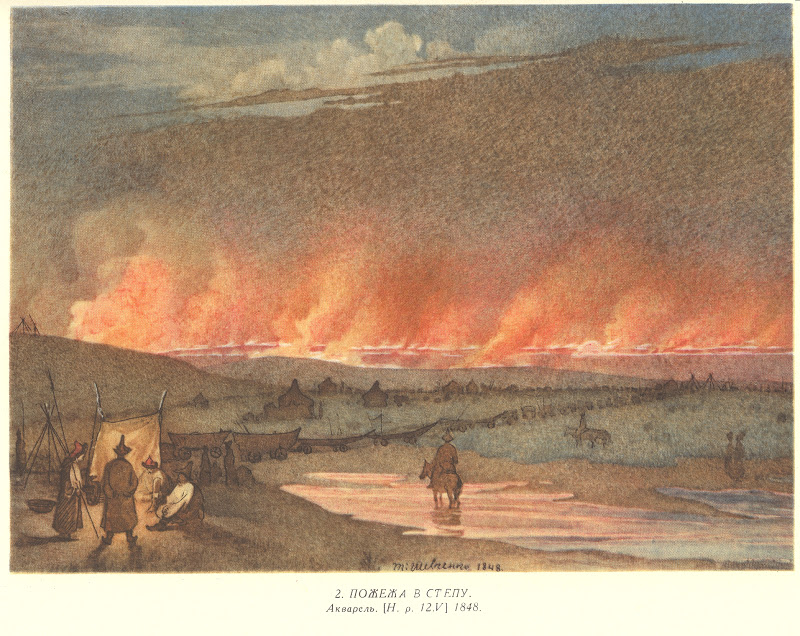 Т. Шевченко 1848.
2. ПОЖЕЖА В СТЕПУ.
Акварель. [Н. р. 12.V] 1848.